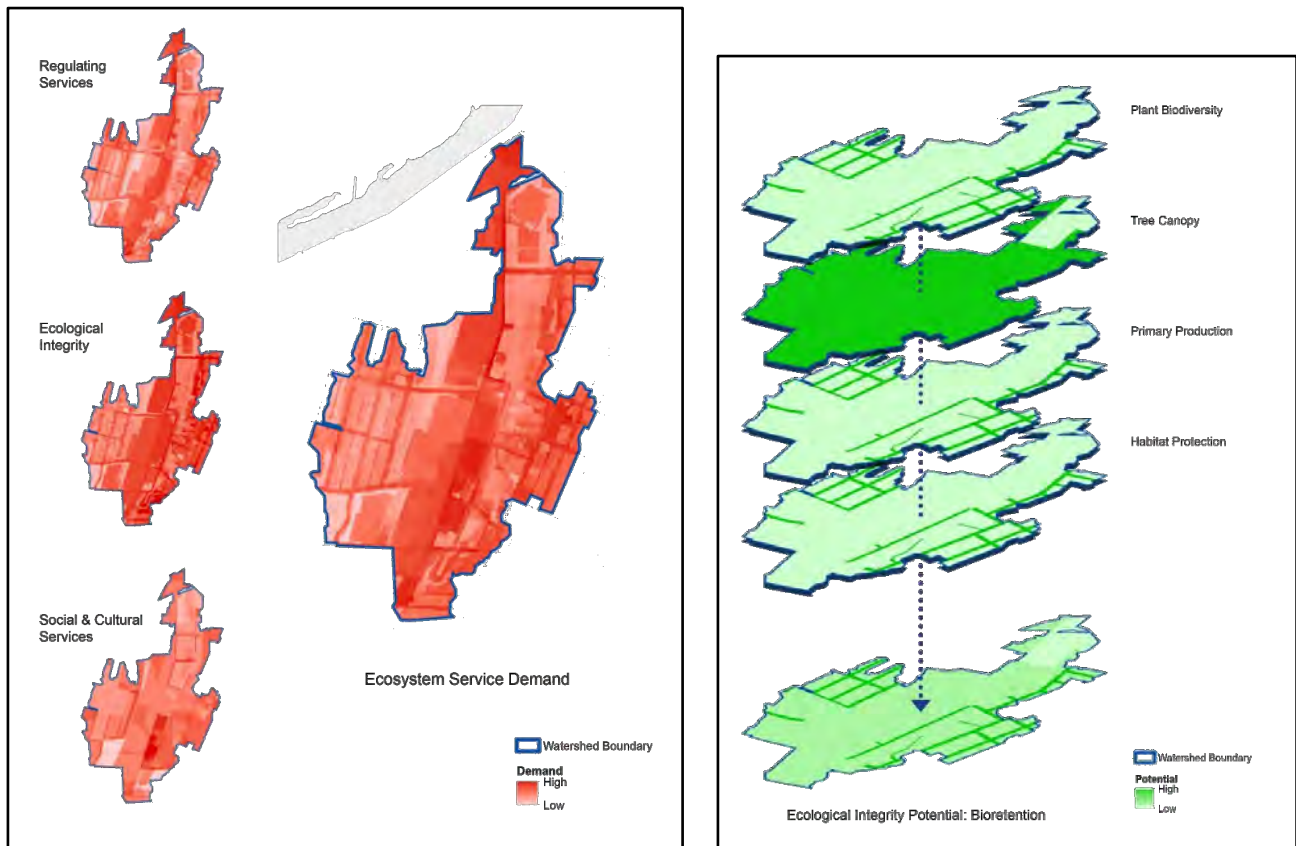 Regulating
Services
Ecological
Integrity
Social & Cultural
Services
Ecosystem Service Demand
Watershed Boundary
Demand
High
Low
Plant Biodiversity
Tree Canopy
Primary Production
Habitat Protection
Watershed Boundary
Potential
High
Low
Ecological Integrity Potential: Bioretention